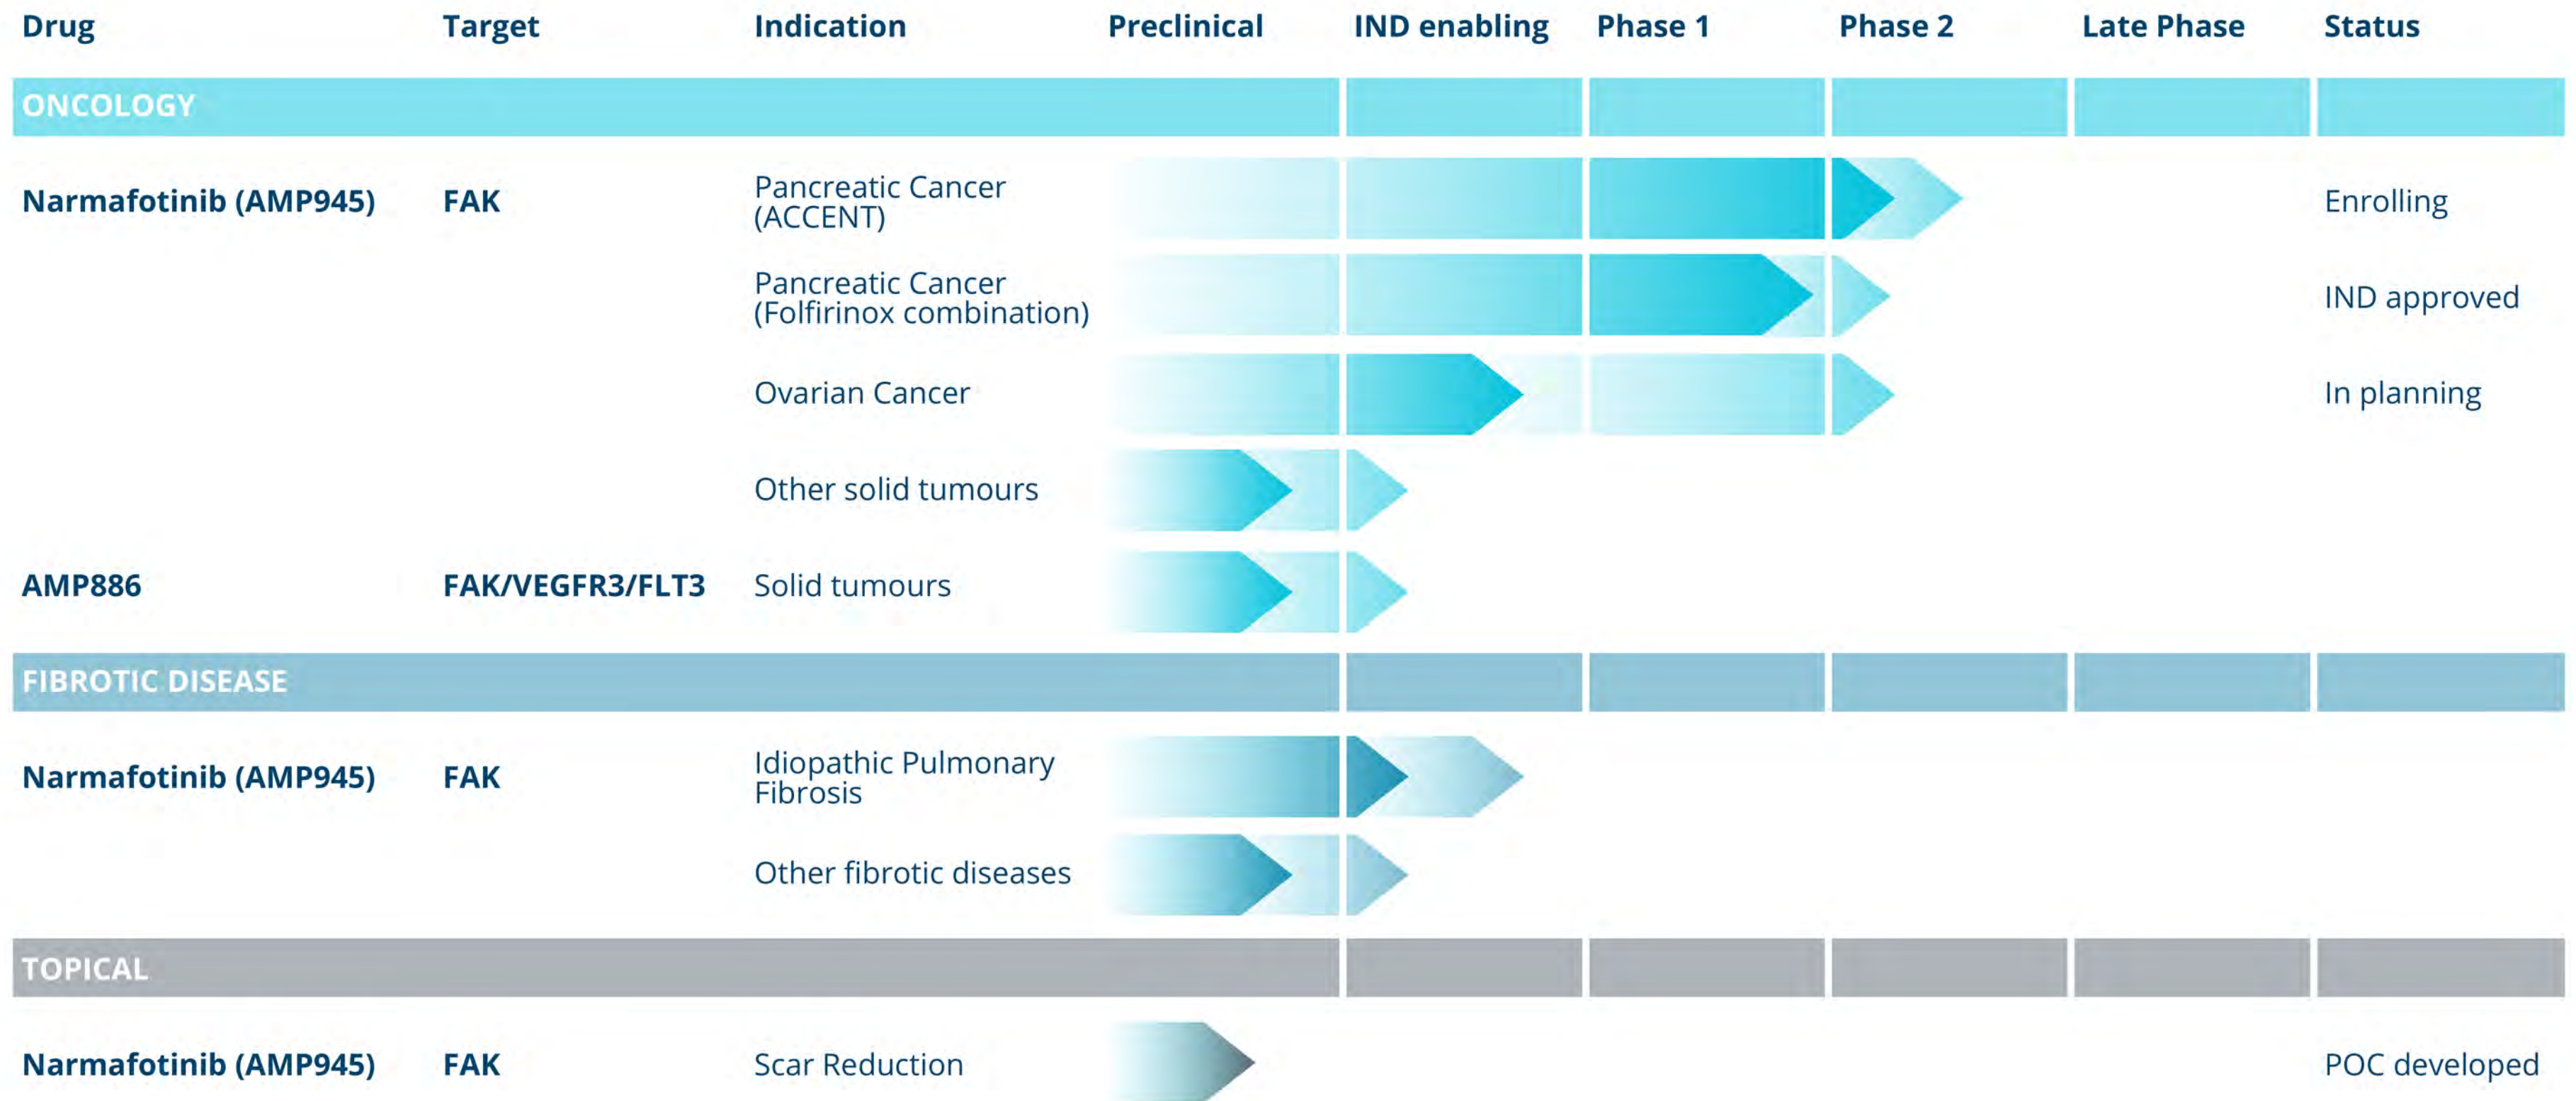 Drug Target Indication Preclinical IND enabling Phase 1 Phase 2 Late Phase Status
ONCOLOGY
Narmafotinib (AMP945) FAK Pancreatic Cancer
(ACCENT) Enrolling
Pancreatic Cancer
(Folfirinox combination) IND approved
Ovarian Cancer In planning
Other solid tumours
AMP886 FAK/VEGFR3/FLT3 Solid tumours
FIBROTIC DISEASE
Narmafotinib (AMP945) FAK Idiopathic Pulmonary
Fibrosis
Other fibrotic diseases
TOPICAL
Narmafotinib (AMP945) FAK Scar Reduction POC developed